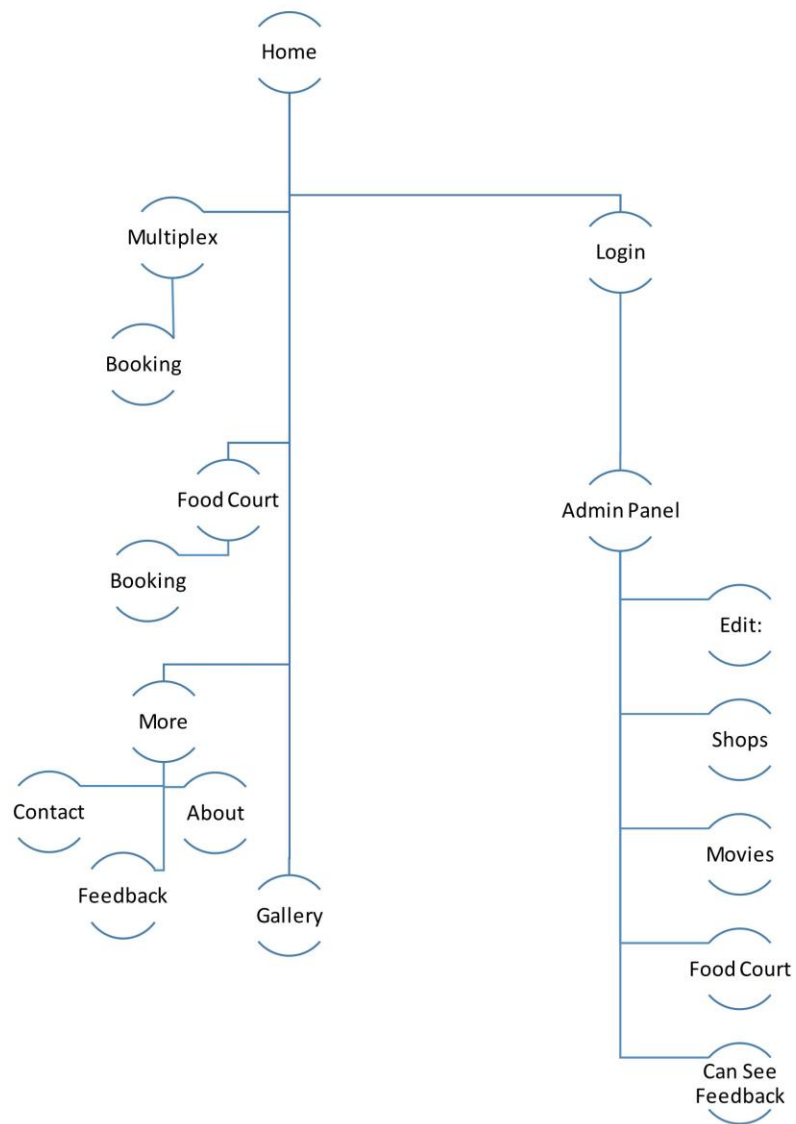 Home
Multiplex
Login
Booking
Food Court
Admin Panel
Booking
Edit:
More
Shops
Contact
About
Movies
Feedback
Gallery
Food Court
Can See
Feedback